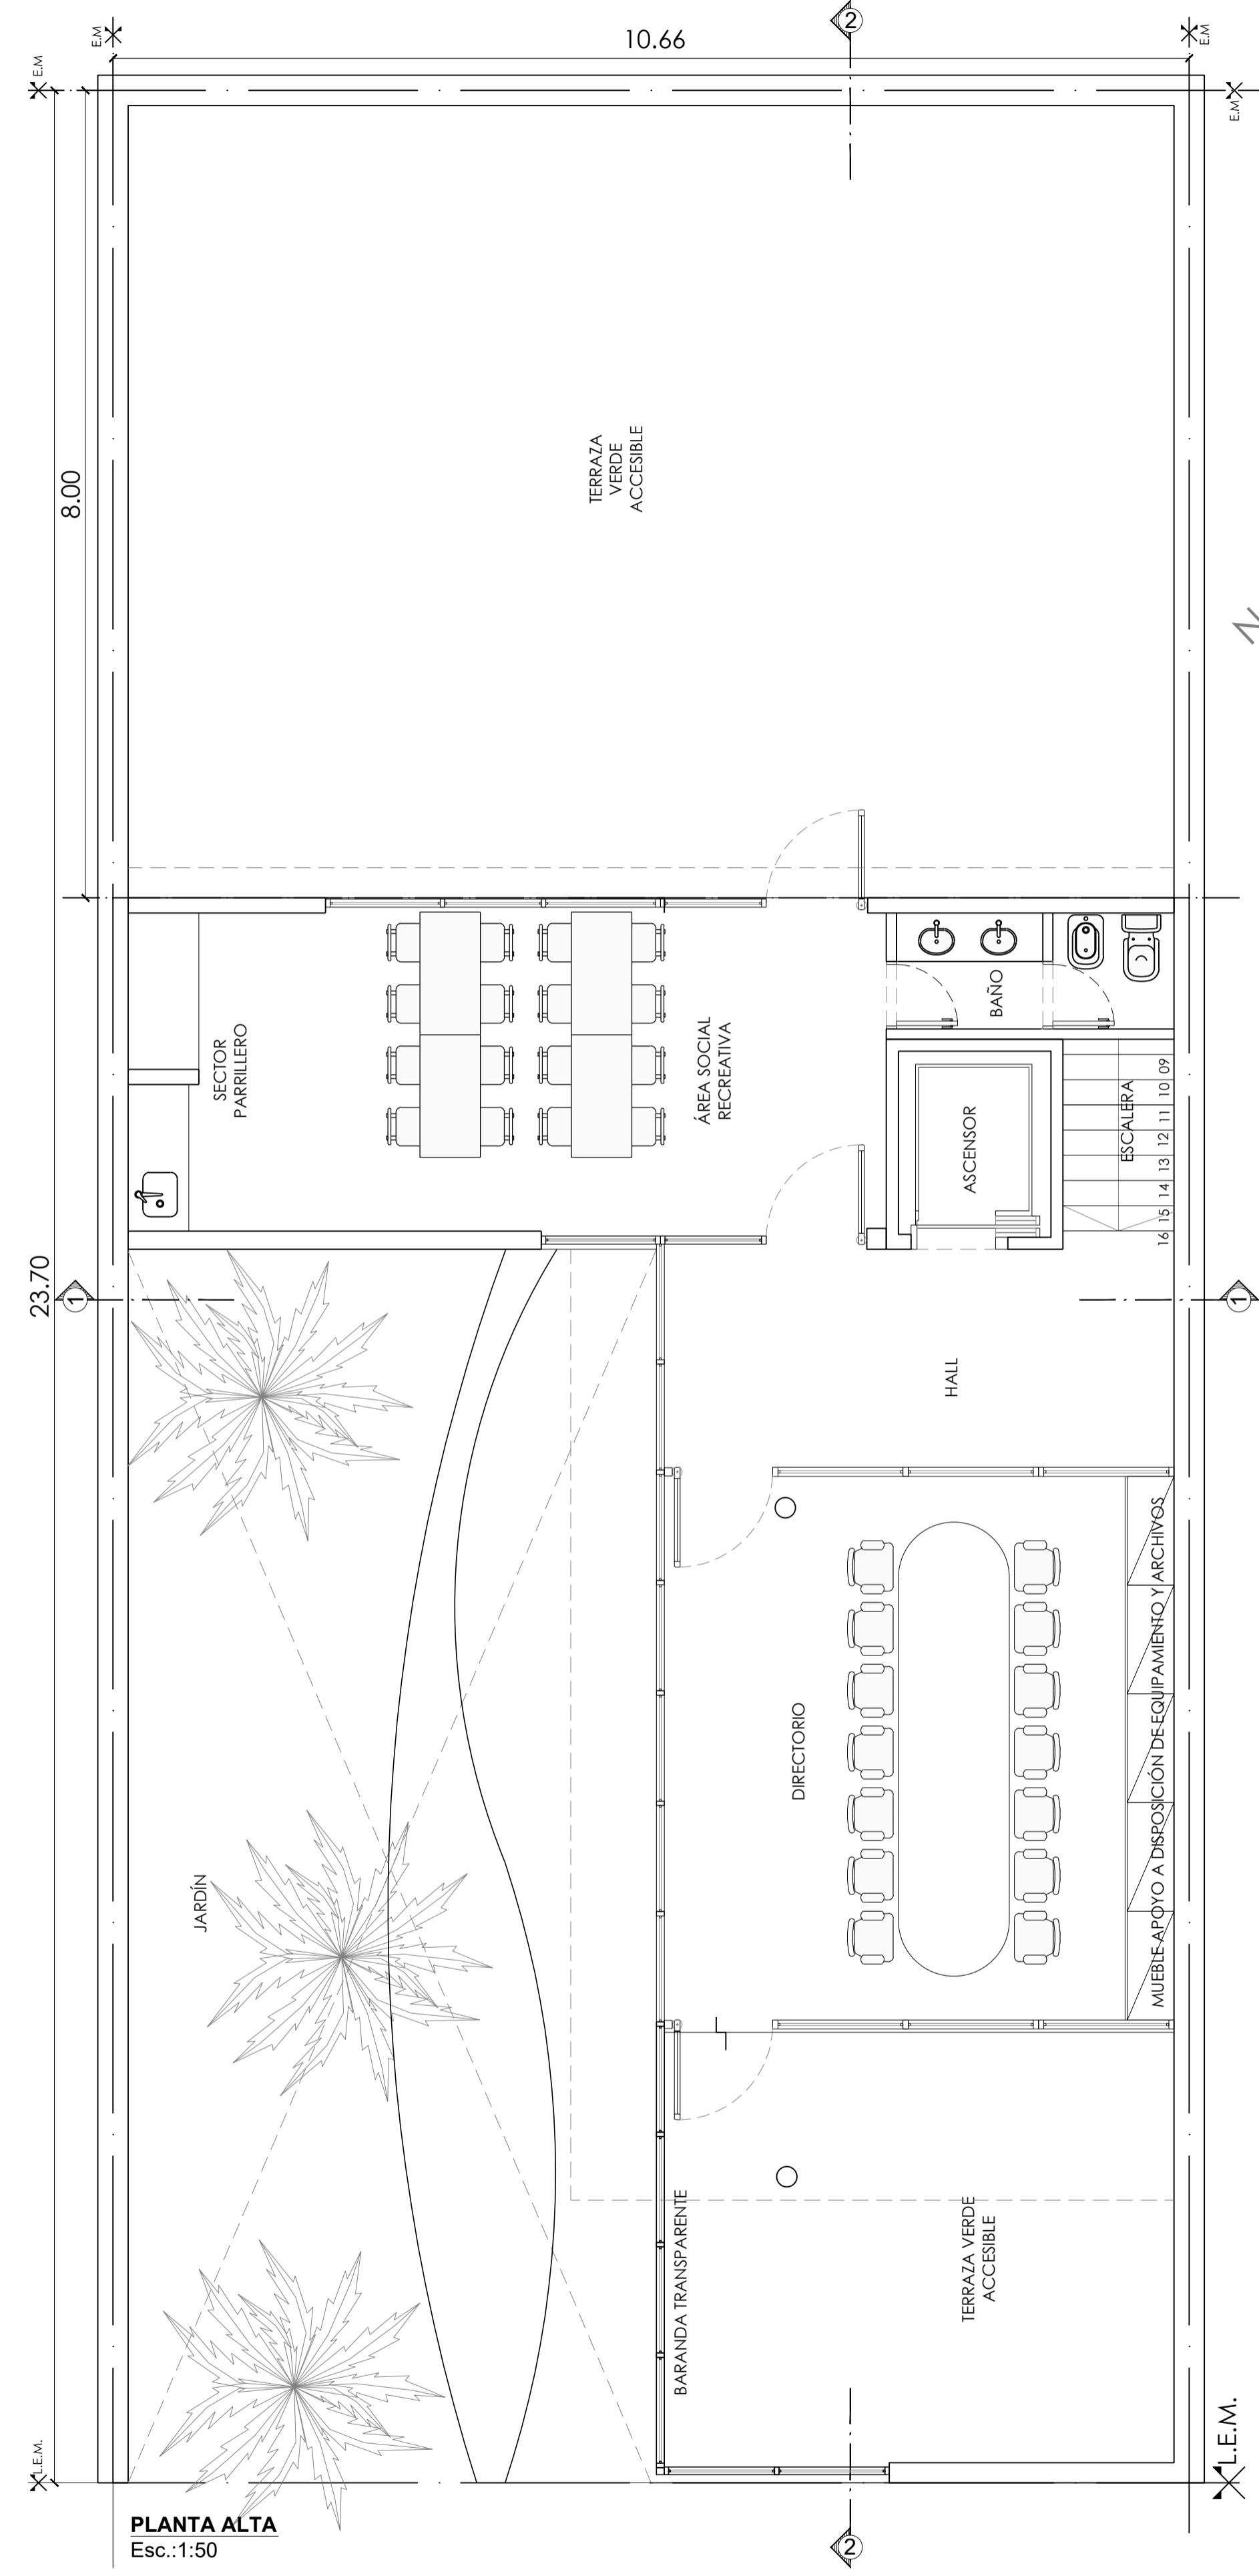 2
10.66
E.M
E.M
E.M
E.M
8.00
TERRAZA
VERDE
ACCESIBLE
N
SECTOR
PARRILLERO
ÁREA SOCIAL
RECREATIVA
BAÑO
ASCENSOR
ESCALERA
16 15 14 13 12 11 10 09
23.70
1
1
HALL
DIRECTORIO
MUEBLE APOYO A DISPOSICIÓN DE EQUIPAMIENTO Y ARCHIVOS
JARDÍN
BARANDA TRANSPARENTE
TERRAZA VERDE
ACCESIBLE
L.E.M.
L.E.M.
PLANTA ALTA
Esc.:1:50
2